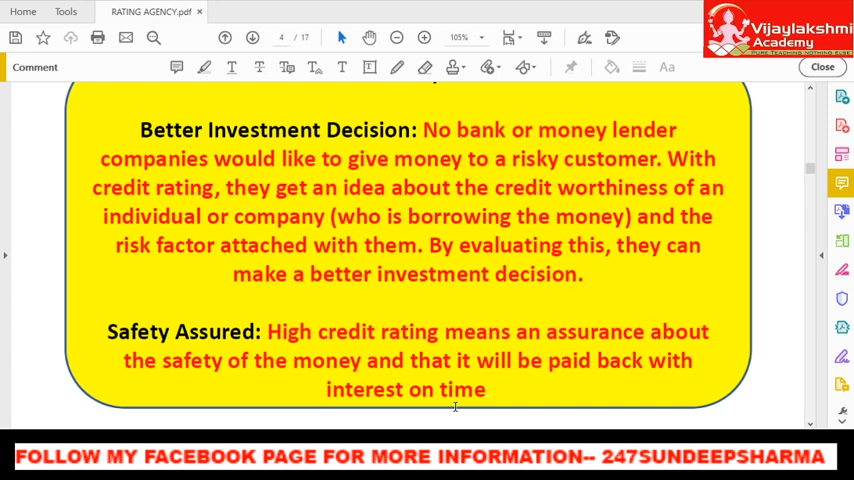 Home Tools RATING AGENCY.pdf ×
Vijaylakshmi
Academy
PURE TEACHING NOTHING ELSE
4 / 17 105%
Comment Aa Close
Better Investment Decision: No bank or money lender
companies would like to give money to a risky customer. With
credit rating, they get an idea about the credit worthiness of an
individual or company (who is borrowing the money) and the
risk factor attached with them. By evaluating this, they can
make a better investment decision.
Safety Assured: High credit rating means an assurance about
the safety of the money and that it will be paid back with
interest on time
FOLLOW MY FACEBOOK PAGE FOR MORE INFORMATION-- 247SUNDEEPSHARMA